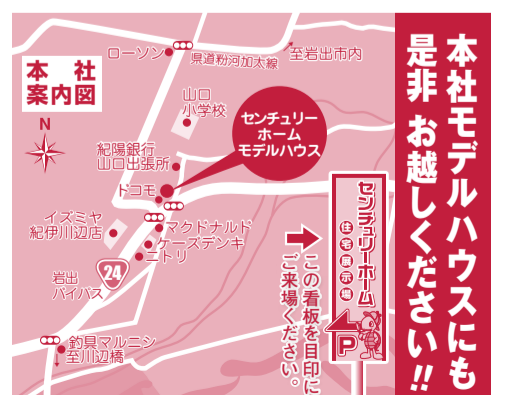 本社モデルハウスにも
是非 お越しください!!
本社
案内図
N
ローソン
県道粉河加太線
至岩出市内
山口
小学校
センチュリー
ホーム
モデルハウス
紀陽銀行
山口出張所
ドコモ
イズミヤ
紀伊川辺店
マクドナルド
ケーズデンキ
ニトリ
24
岩出
バイパス
釣具マルニシ
至川辺橋
センチュリーホーム
住宅展示場
P
この看板を目印に
ご来場ください。